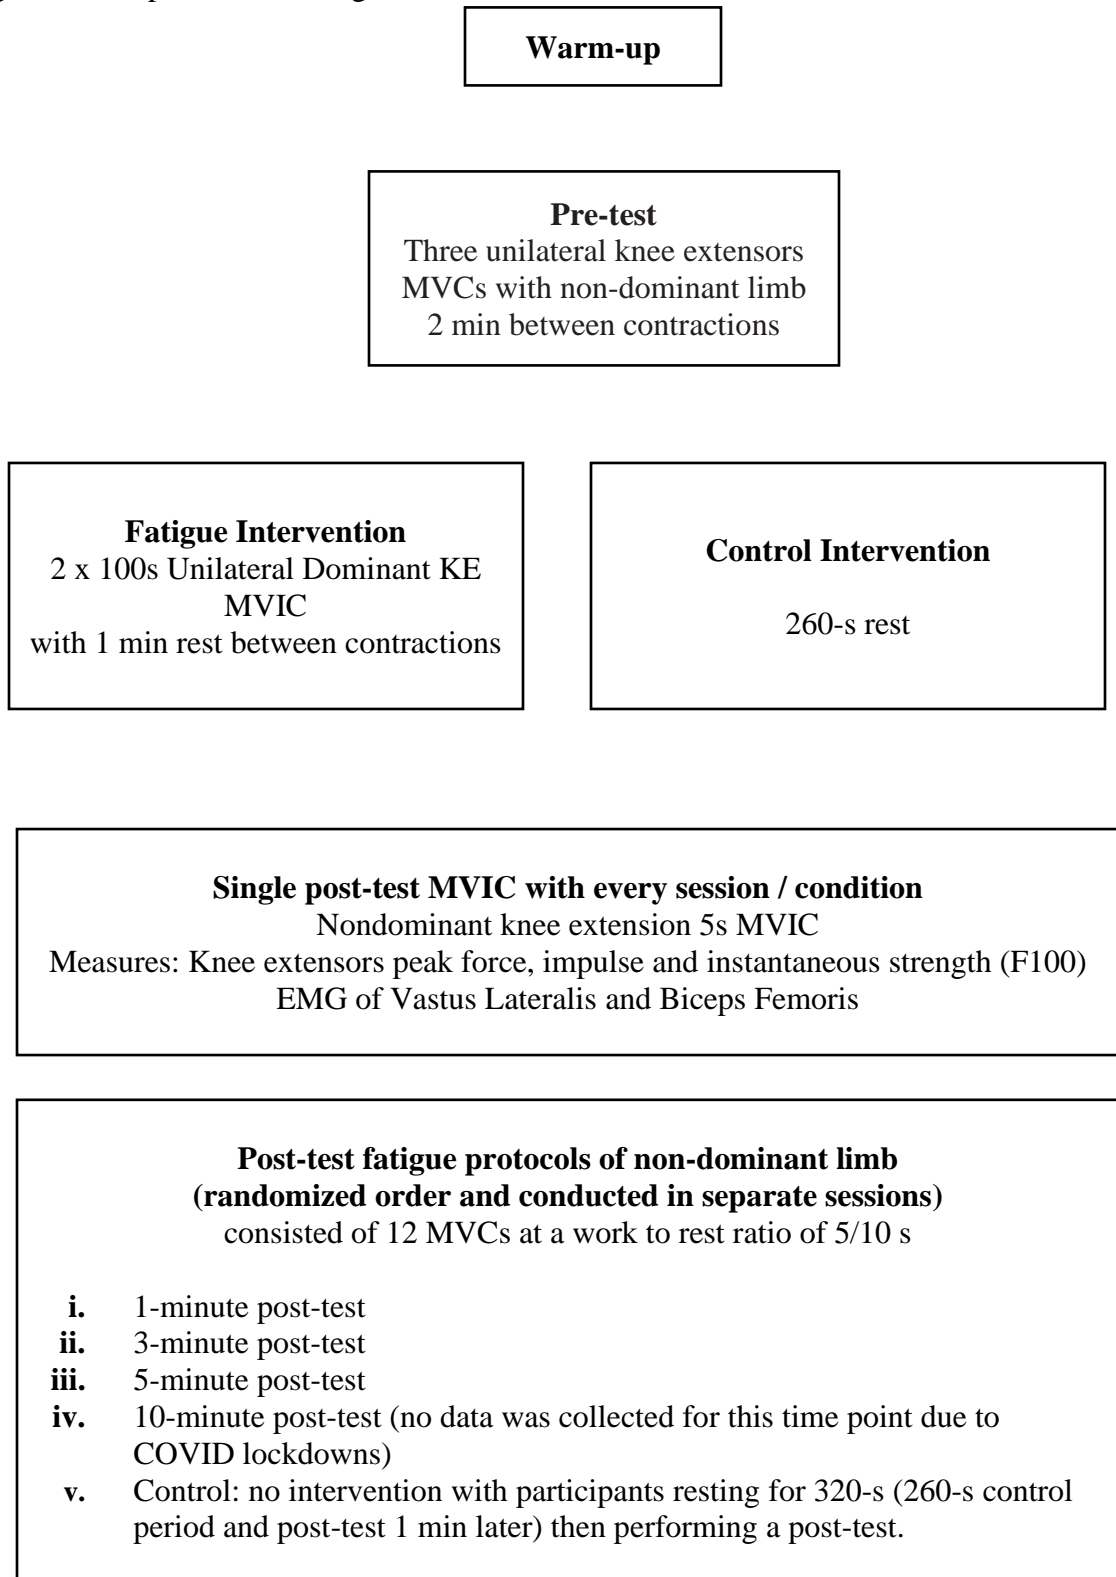 Warm-up
Pre-test
Three unilateral knee extensors
MVCs with non-dominant limb
2 min between contractions
Fatigue Intervention
2 x 100s Unilateral Dominant KE
MVIC
with 1 min rest between contractions
Control Intervention
260-s rest
Single post-test MVIC with every session / condition
Nondominant knee extension 5s MVIC
Measures: Knee extensors peak force, impulse and instantaneous strength (F100)
EMG of Vastus Lateralis and Biceps Femoris
Post-test fatigue protocols of non-dominant limb
(randomized order and conducted in separate sessions)
consisted of 12 MVCs at a work to rest ratio of 5/10 s
i. 1-minute post-test
ii. 3-minute post-test
iii. 5-minute post-test
iv. 10-minute post-test (no data was collected for this time point due to
COVID lockdowns)
v. Control: no intervention with participants resting for 320-s (260-s control
period and post-test 1 min later) then performing a post-test.